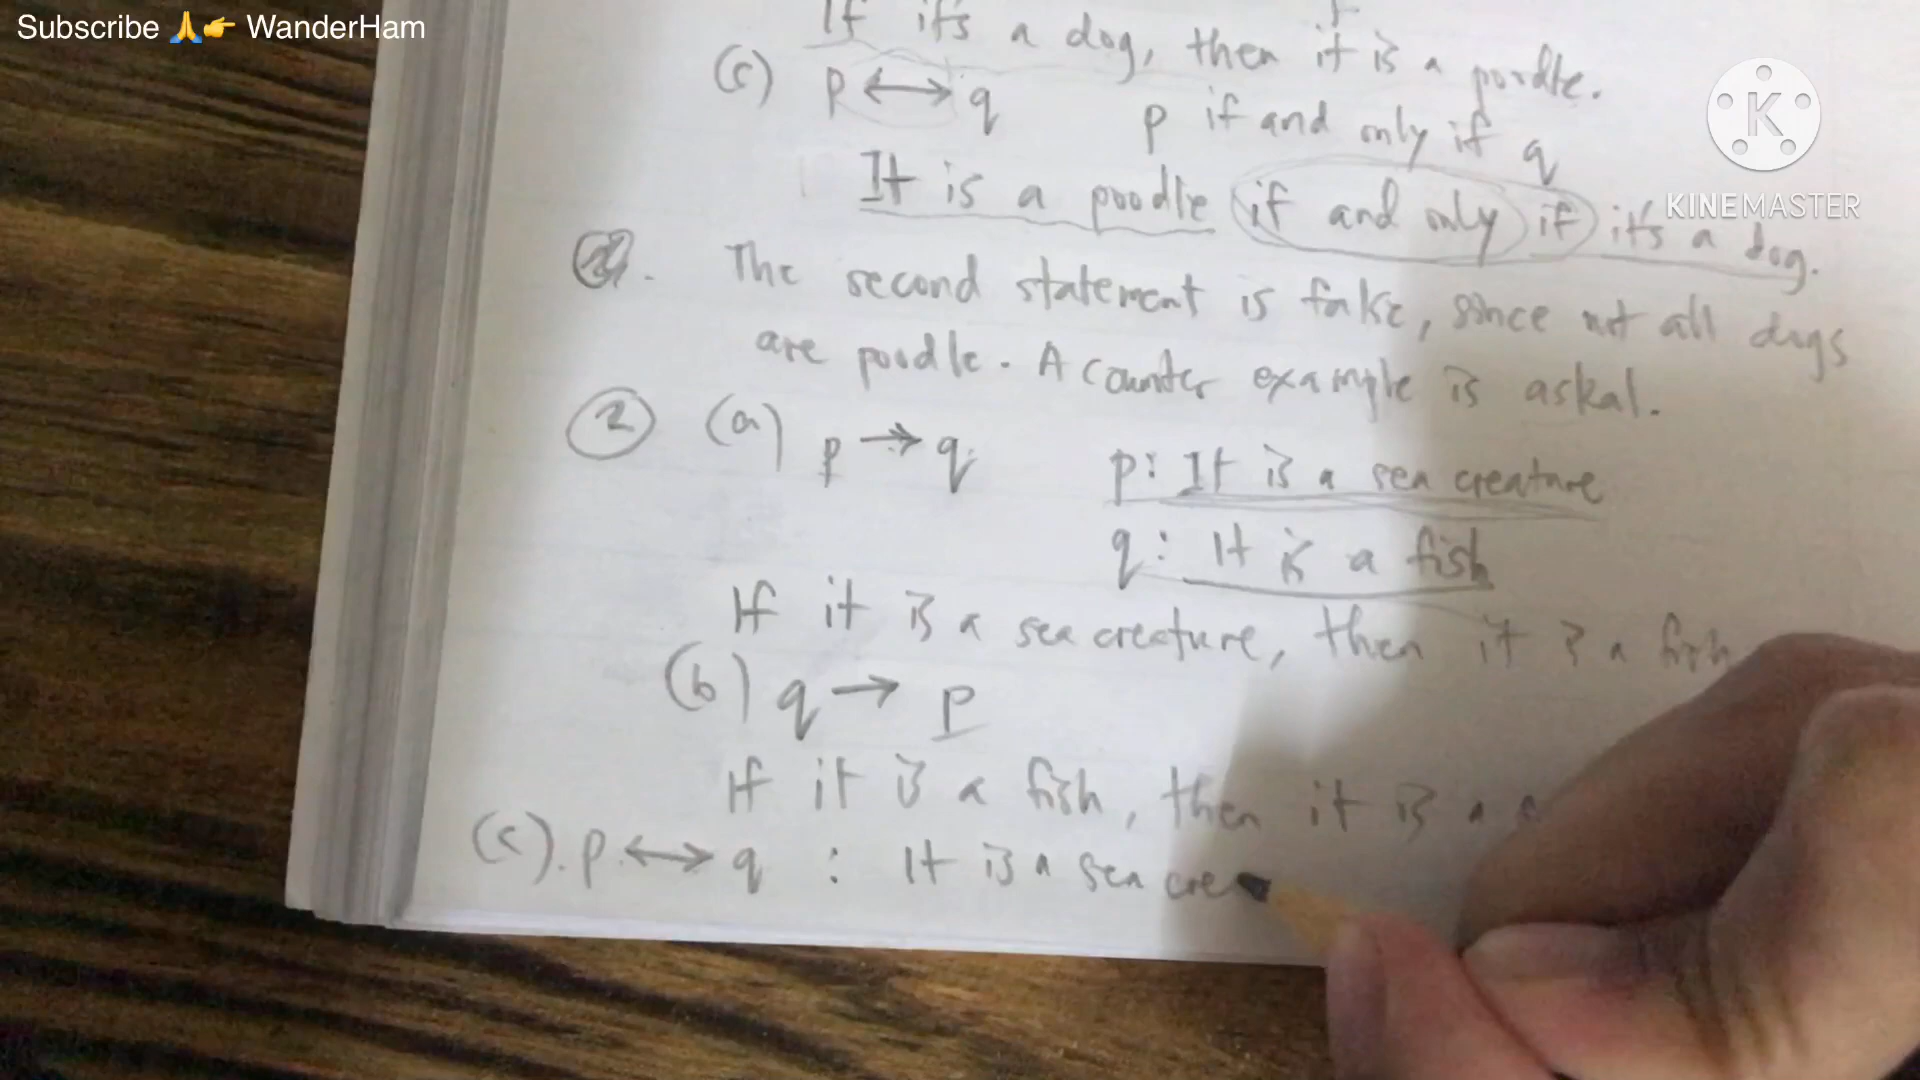 Subscribe 🙏👉 WanderHam
If it's a dog, then it is a poodle.
(c) p ↔ q p if and only if q
KINEMASTER
It is a poodle if and only if it's a dog.
The second statement is false, since not all dogs
are poodle. A counter example is askal.
2 (a) p → q p: It is a sea creature
q: It is a fish
If it is a sea creature, then it is a fish
(b) q → p
If it is a fish, then it is a
(c). p ↔ q : It is a sea cre